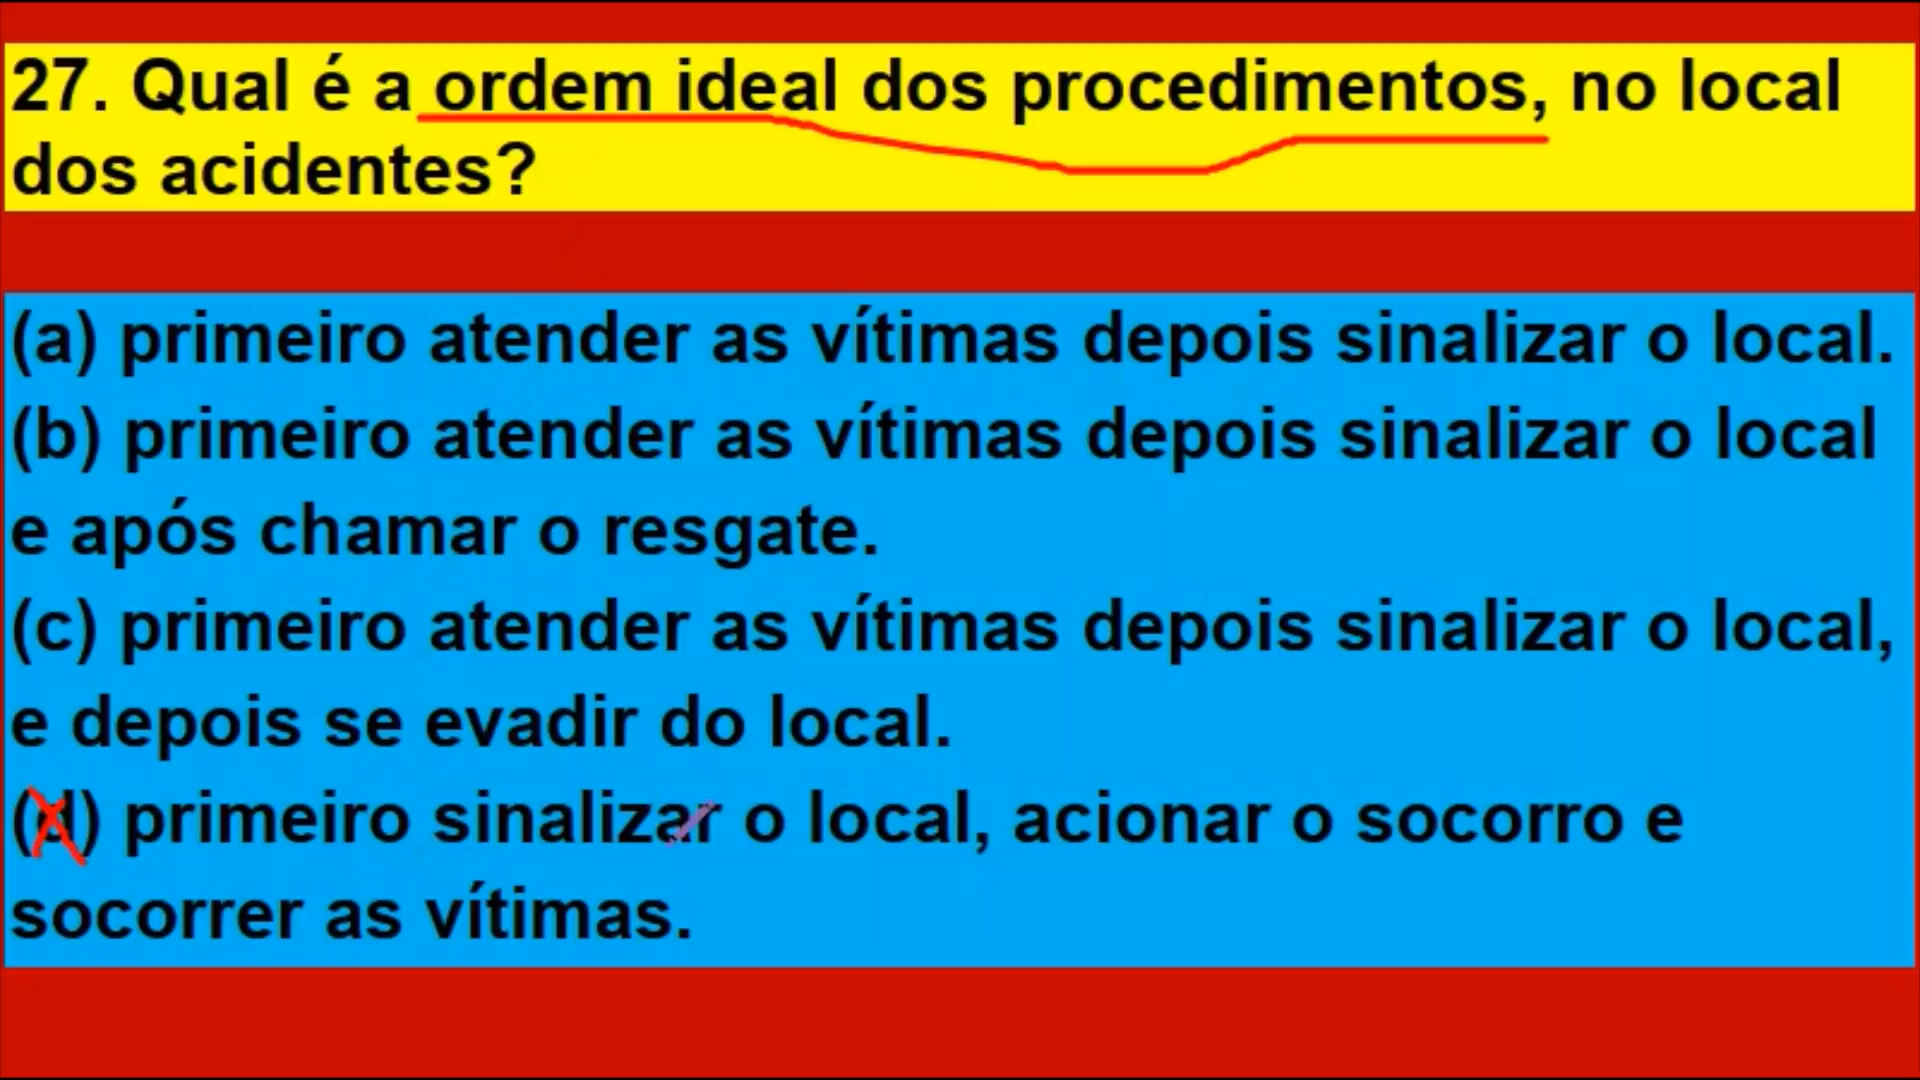 27. Qual é a ordem ideal dos procedimentos, no local
dos acidentes?
(a) primeiro atender as vítimas depois sinalizar o local.
(b) primeiro atender as vítimas depois sinalizar o local
e após chamar o resgate.
(c) primeiro atender as vítimas depois sinalizar o local,
e depois se evadir do local.
(d) primeiro sinalizar o local, acionar o socorro e
socorrer as vítimas.